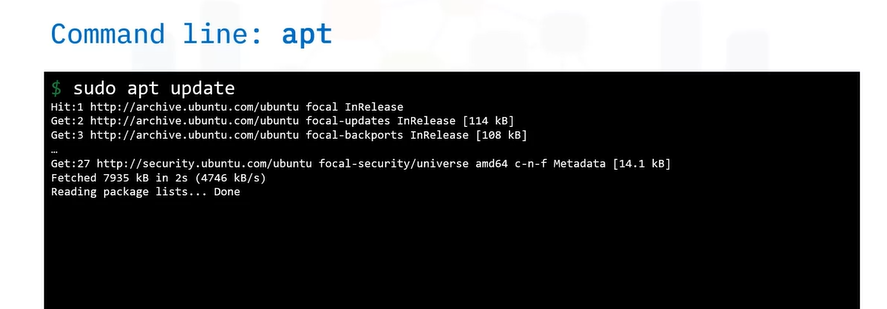 Command line: apt
$ sudo apt update
Hit:1 http://archive.ubuntu.com/ubuntu focal InRelease
Get:2 http://archive.ubuntu.com/ubuntu focal-updates InRelease [114 kB]
Get:3 http://archive.ubuntu.com/ubuntu focal-backports InRelease [108 kB]
…
Get:27 http://security.ubuntu.com/ubuntu focal-security/universe amd64 c-n-f Metadata [14.1 kB]
Fetched 7935 kB in 2s (4746 kB/s)
Reading package lists... Done